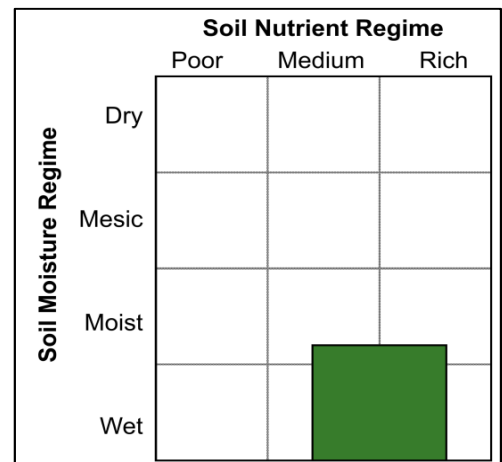 Soil Nutrient Regime
Poor Medium Rich
Soil Moisture Regime
Dry
Mesic
Moist
Wet